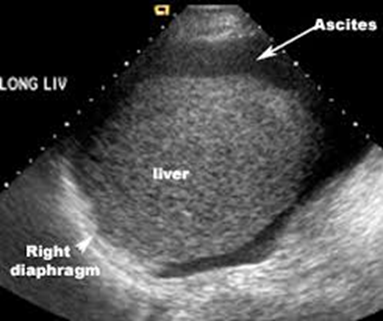 Ascites
LONG LIV
liver
Right
diaphragm